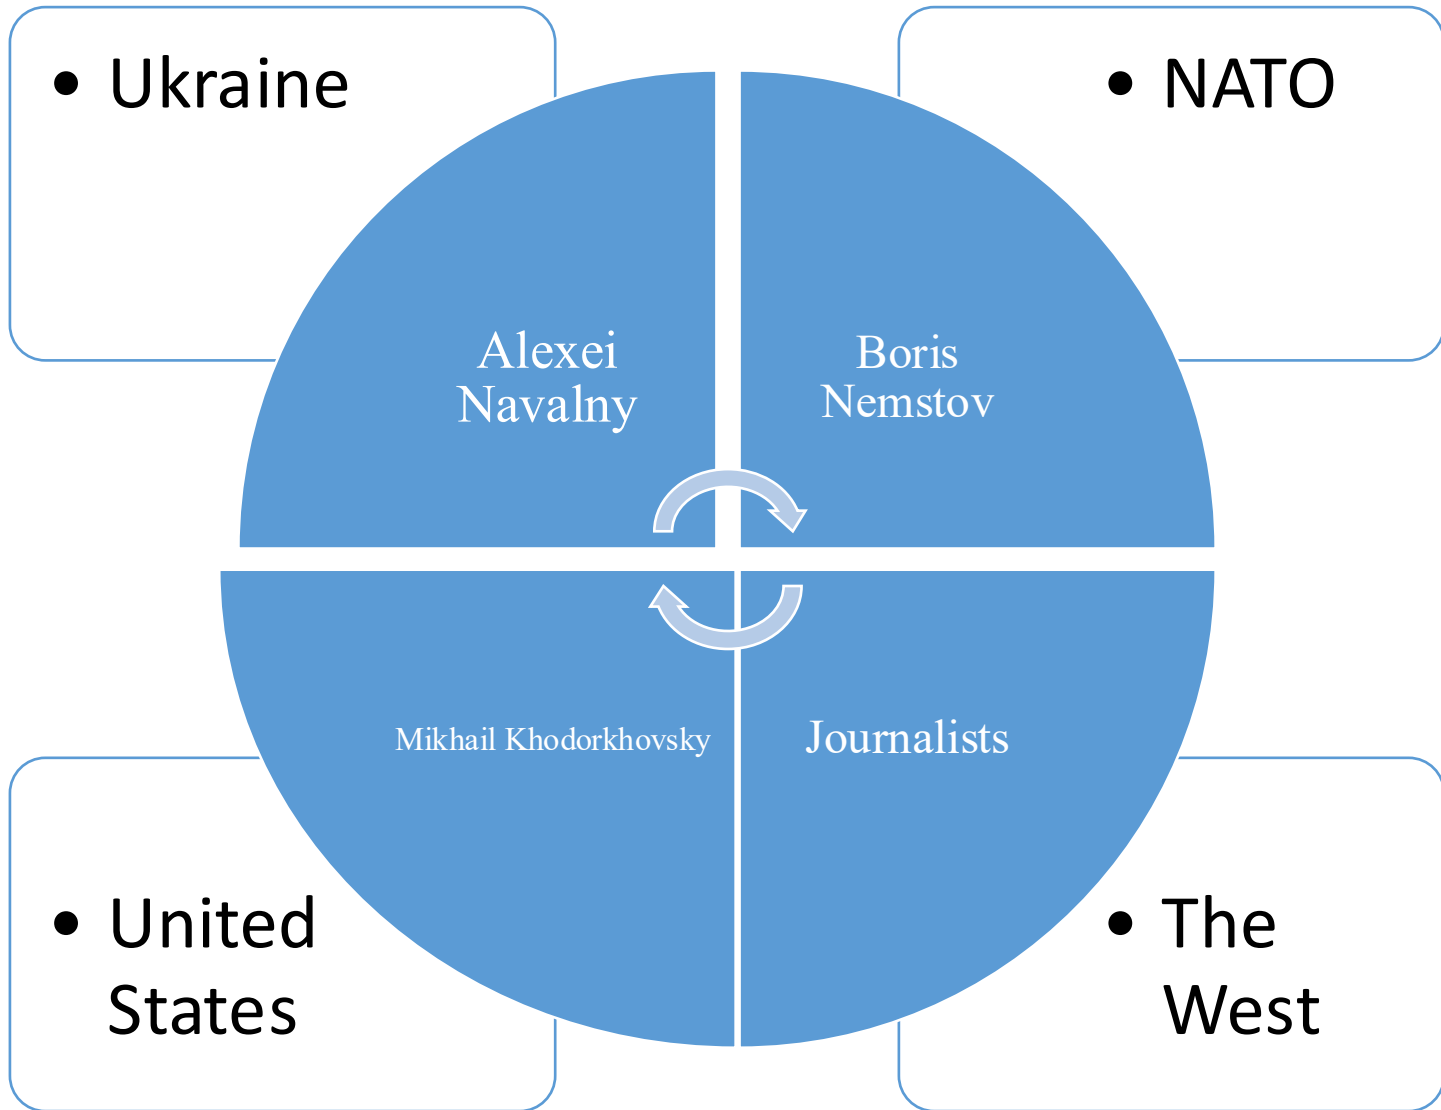 • Ukraine
• NATO
Alexei
Navalny
Boris
Nemstov
Mikhail Khodorkhovsky
Journalists
• United
States
• The
West